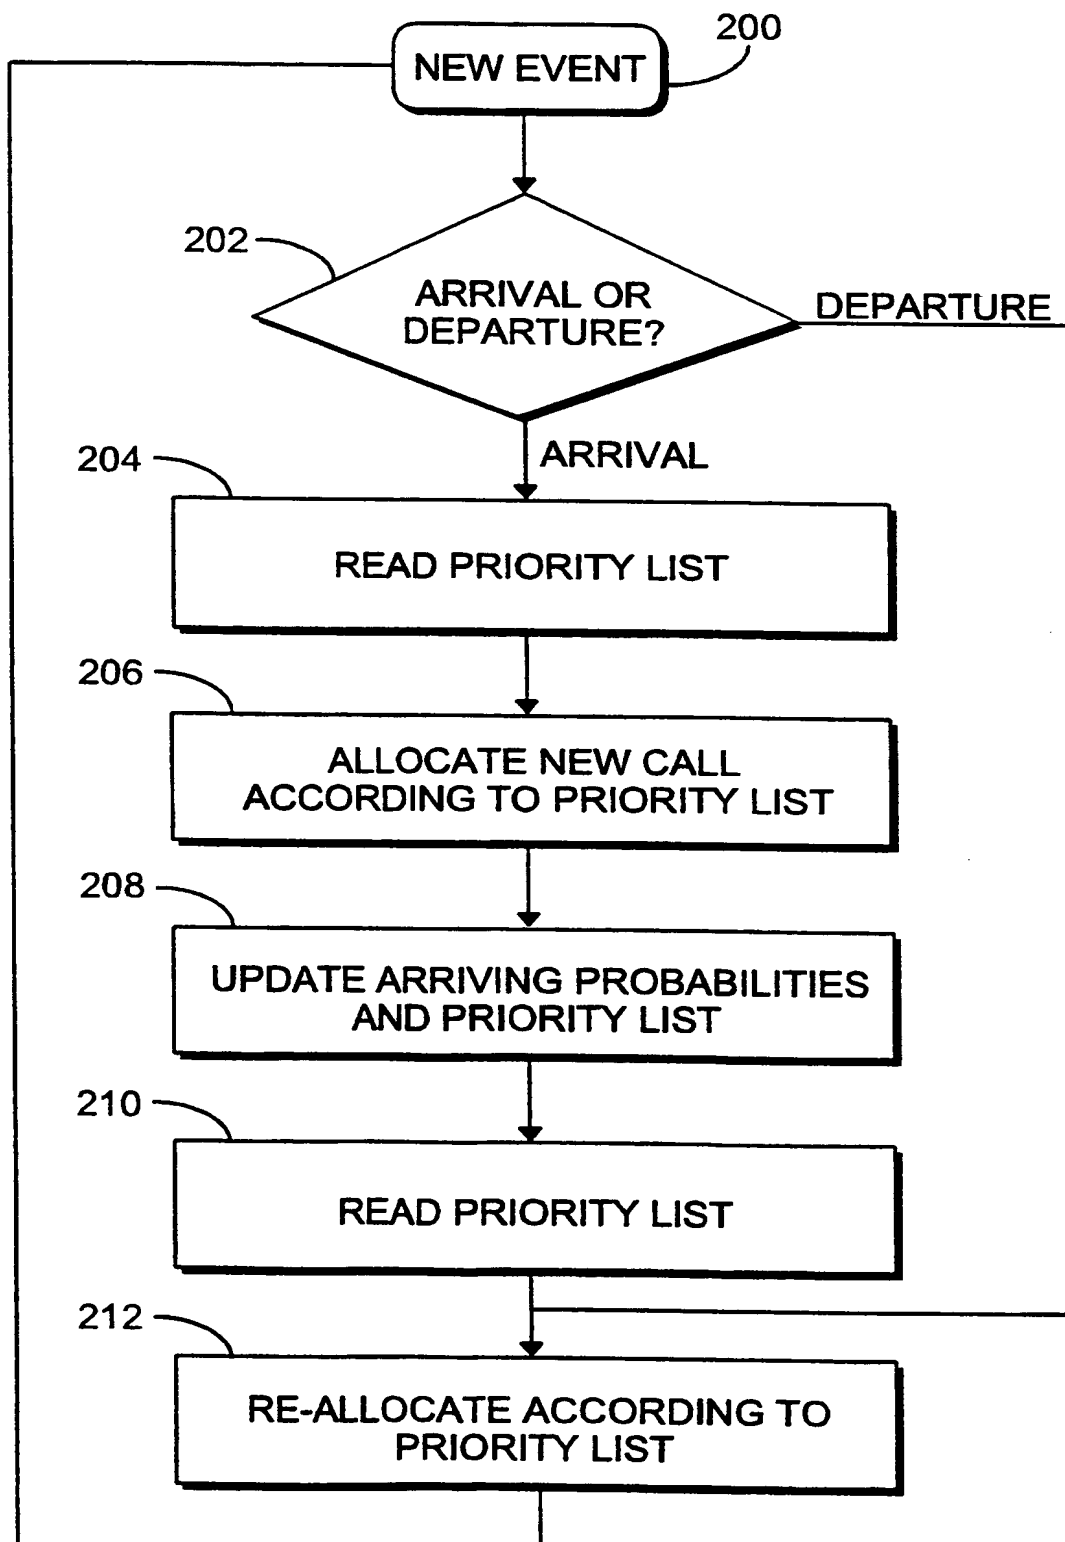 200
NEW EVENT
202
ARRIVAL OR
DEPARTURE?
DEPARTURE
ARRIVAL
204
READ PRIORITY LIST
206
ALLOCATE NEW CALL
ACCORDING TO PRIORITY LIST
208
UPDATE ARRIVING PROBABILITIES
AND PRIORITY LIST
210
READ PRIORITY LIST
212
RE-ALLOCATE ACCORDING TO
PRIORITY LIST